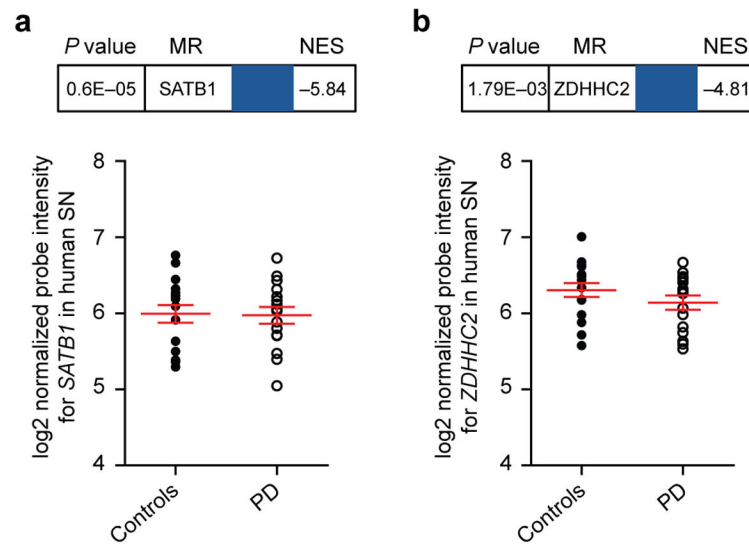 a
P value MR NES
0.6E–05 SATB1 –5.84
log2 normalized probe intensity
for SATB1 in human SN
8
7
6
5
4
Controls
PD
b
P value MR NES
1.79E–03 ZDHHC2 –4.81
log2 normalized probe intensity
for ZDHHC2 in human SN
8
7
6
5
4
Controls
PD